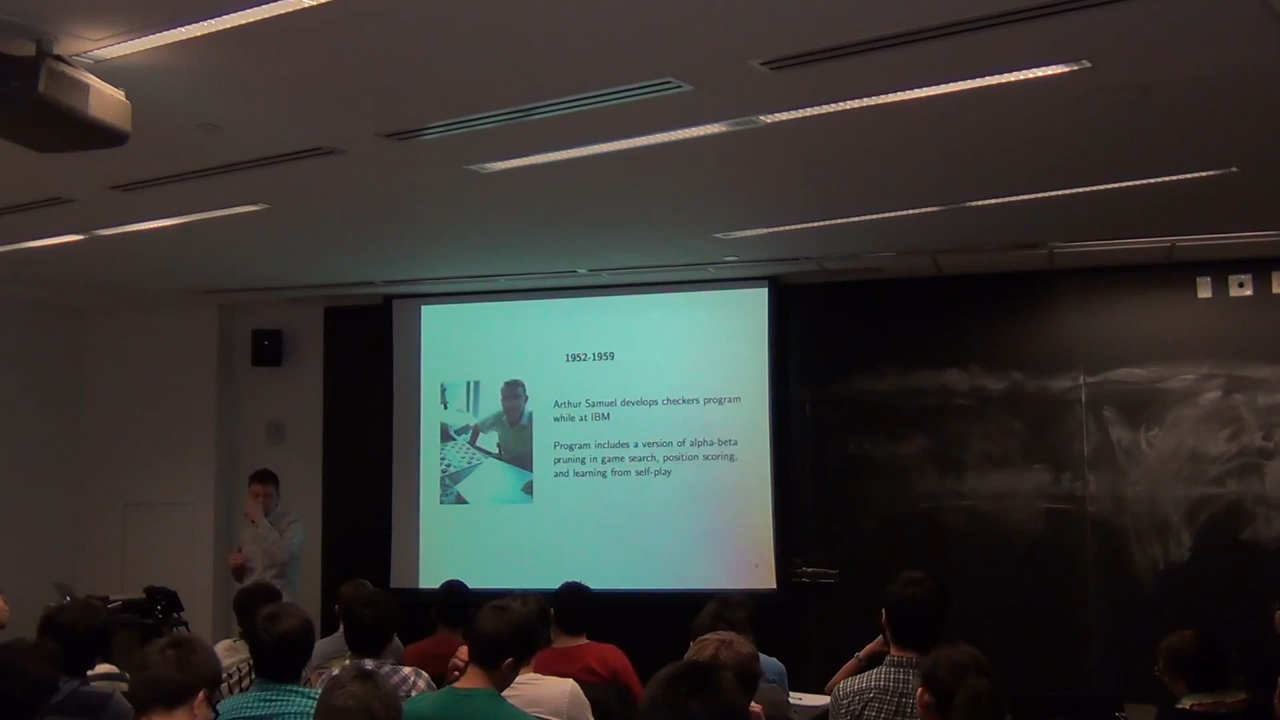 1952-1959
Arthur Samuel develops checkers program
while at IBM
Program includes a version of alpha-beta
pruning in game search, position scoring,
and learning from self-play